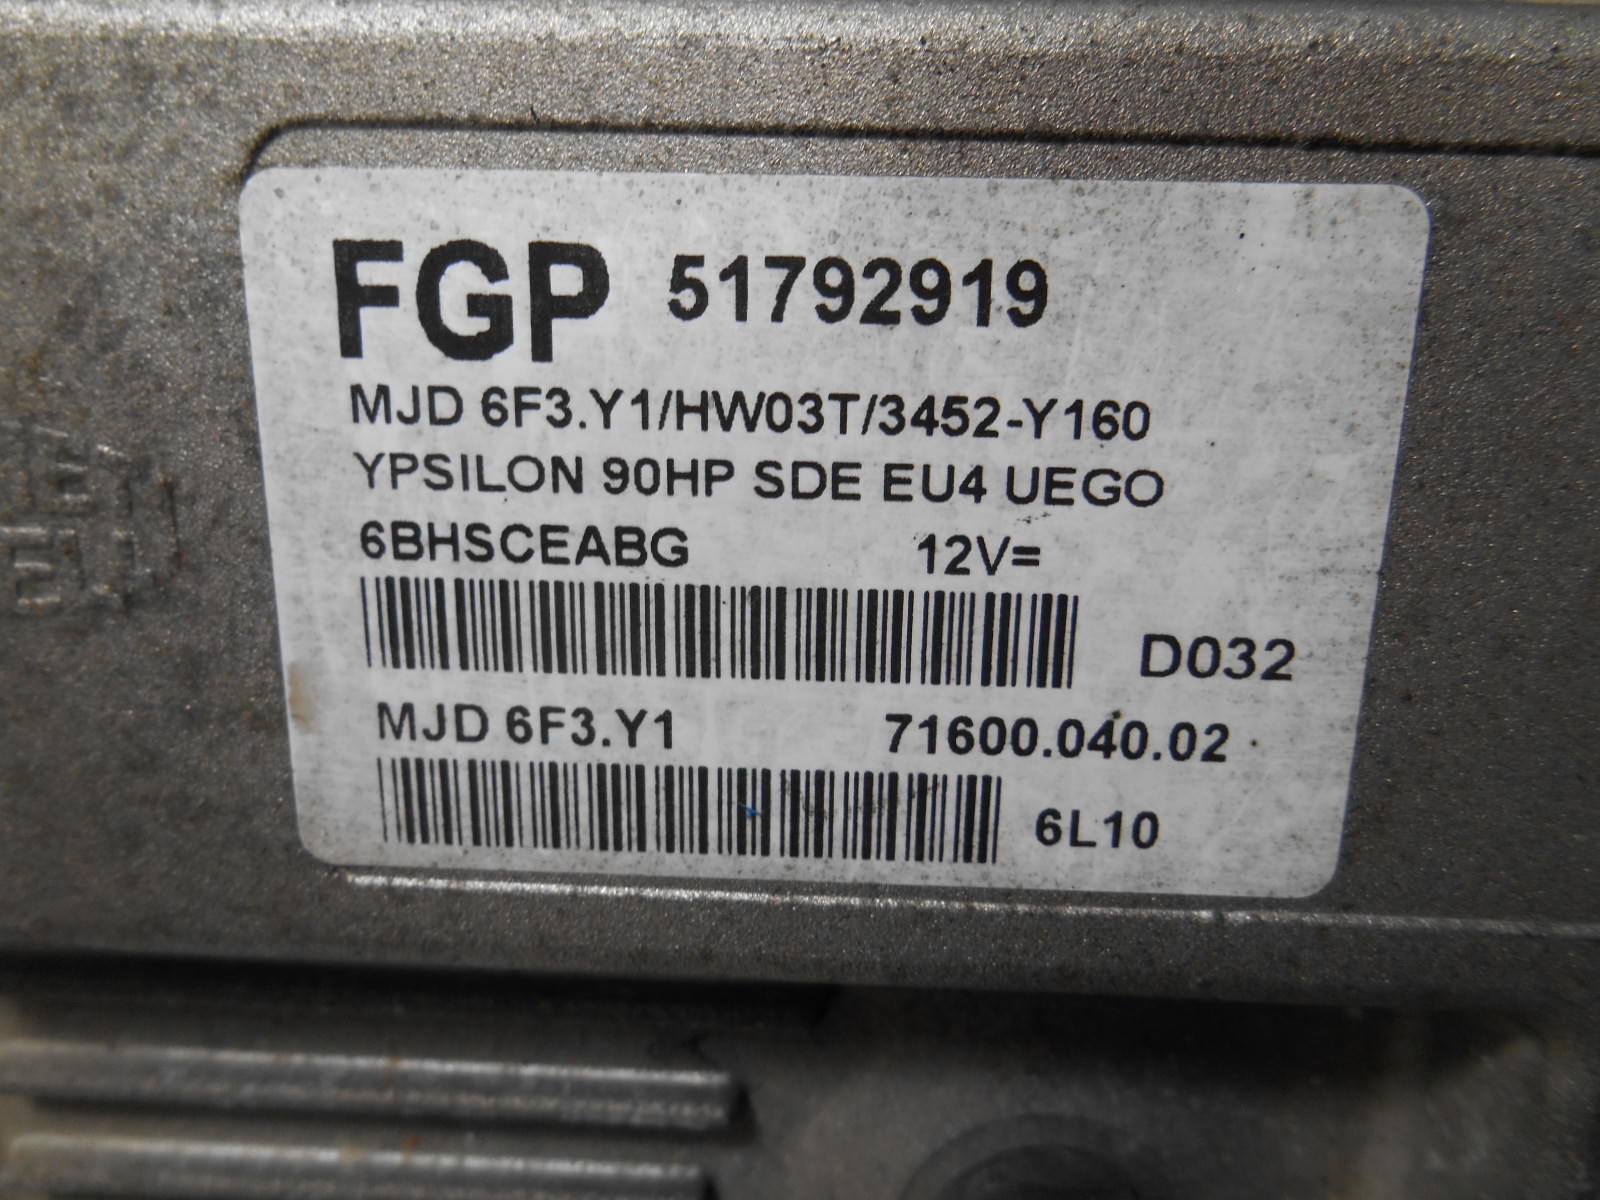 FGP 51792919
MJD 6F3.Y1/HW03T/3452-Y160
YPSILON 90HP SDE EU4 UEGO
6BHSCEABG 12V=
D032
MJD 6F3.Y1 71600.040.02
6L10